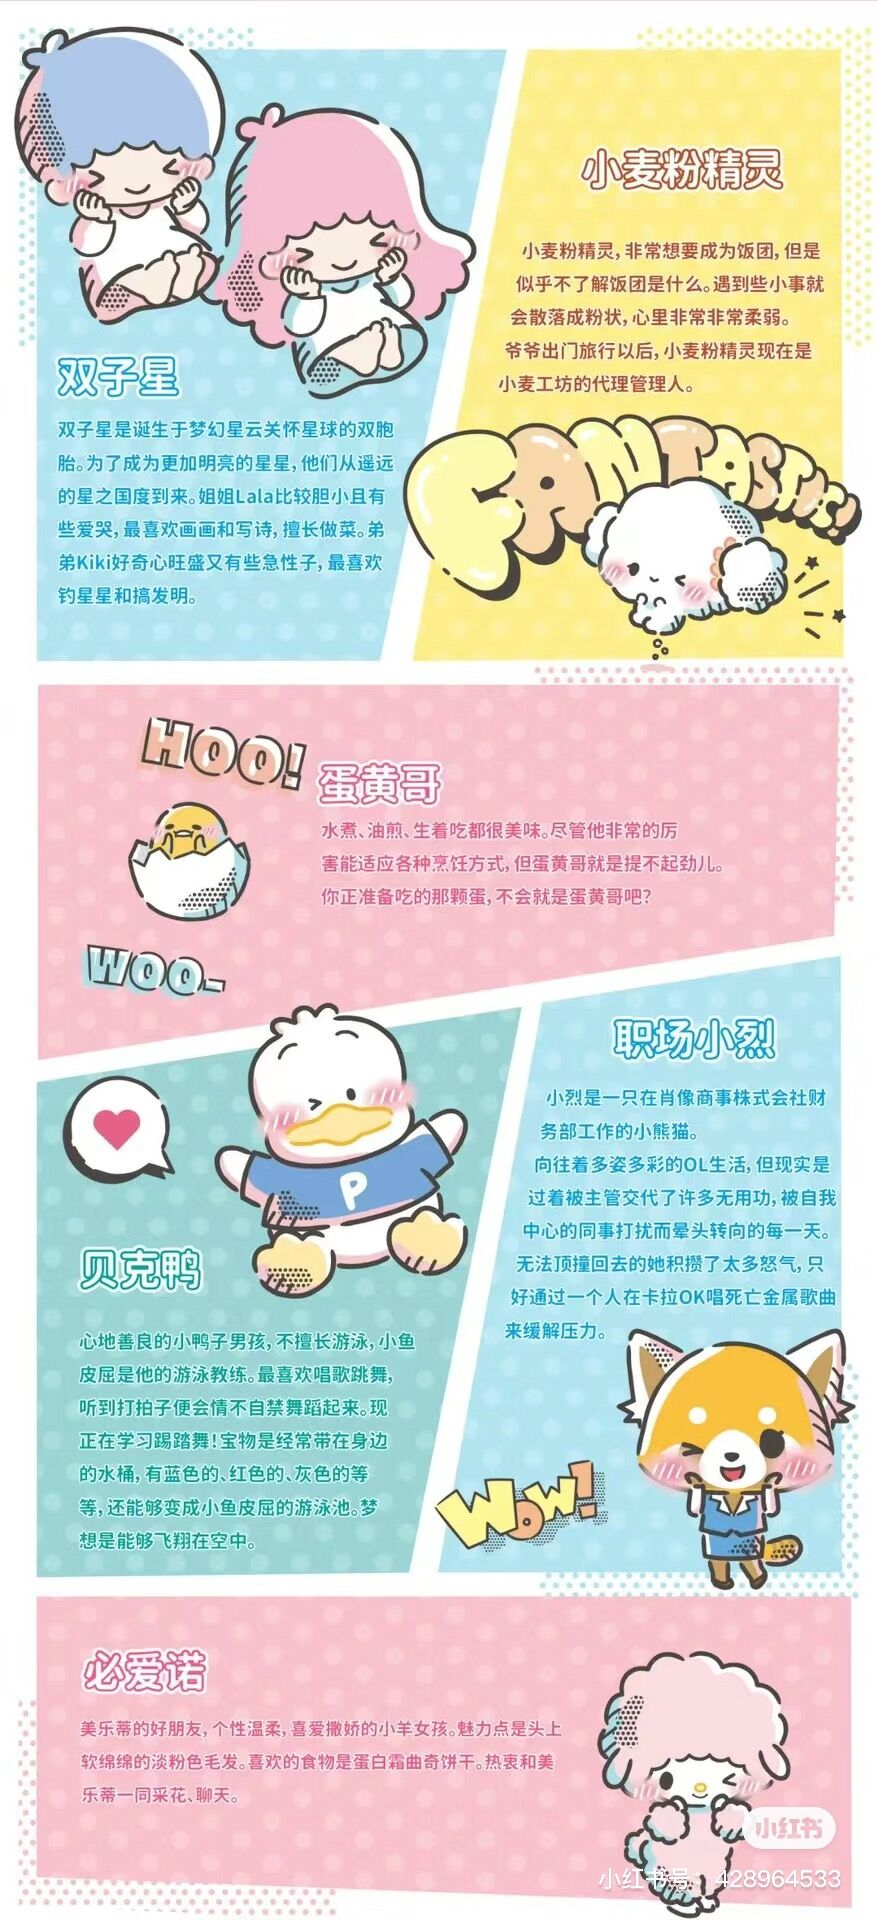 双子星
双子星是诞生于梦幻星云关怀星球的双胞
胎。为了成为更加明亮的星星，他们从遥远
的星之国度到来。姐姐Lala比较胆小且有
些爱哭，最喜欢画画和写诗，擅长做菜。弟
弟Kiki好奇心旺盛又有些急性子，最喜欢
钓星星和搞发明。
小麦粉精灵
小麦粉精灵，非常想要成为饭团，但是
似乎不了解饭团是什么。遇到些小事就
会散落成粉状，心里非常非常柔弱。
爷爷出门旅行以后，小麦粉精灵现在是
小麦工坊的代理管理人。
FANTASTIC!
HOO!
蛋黄哥
水煮、油煎、生着吃都很美味。尽管他非常的厉
害能适应各种烹饪方式，但蛋黄哥就是提不起劲儿。
你正准备吃的那颗蛋，不会就是蛋黄哥吧？
WOO-
P
贝克鸭
心地善良的小鸭子男孩，不擅长游泳，小鱼
皮屈是他的游泳教练。最喜欢唱歌跳舞，
听到打拍子便会情不自禁舞蹈起来。现
正在学习踢踏舞！宝物是经常带在身边
的水桶，有蓝色的、红色的、灰色的等
等，还能够变成小鱼皮屈的游泳池。梦
想是能够飞翔在空中。
职场小烈
小烈是一只在肖像商事株式会社财
务部工作的小熊猫。
向往着多姿多彩的OL生活，但现实是
过着被主管交代了许多无用功，被自我
中心的同事打扰而晕头转向的每一天。
无法顶撞回去的她积攒了太多怒气，只
好通过一个人在卡拉OK唱死亡金属歌曲
来缓解压力。
WOW!
必爱诺
美乐蒂的好朋友，个性温柔，喜爱撒娇的小羊女孩。魅力点是头上
软绵绵的淡粉色毛发。喜欢的食物是蛋白霜曲奇饼干。热衷和美
乐蒂一同采花、聊天。
小红书
小红书号：428964533